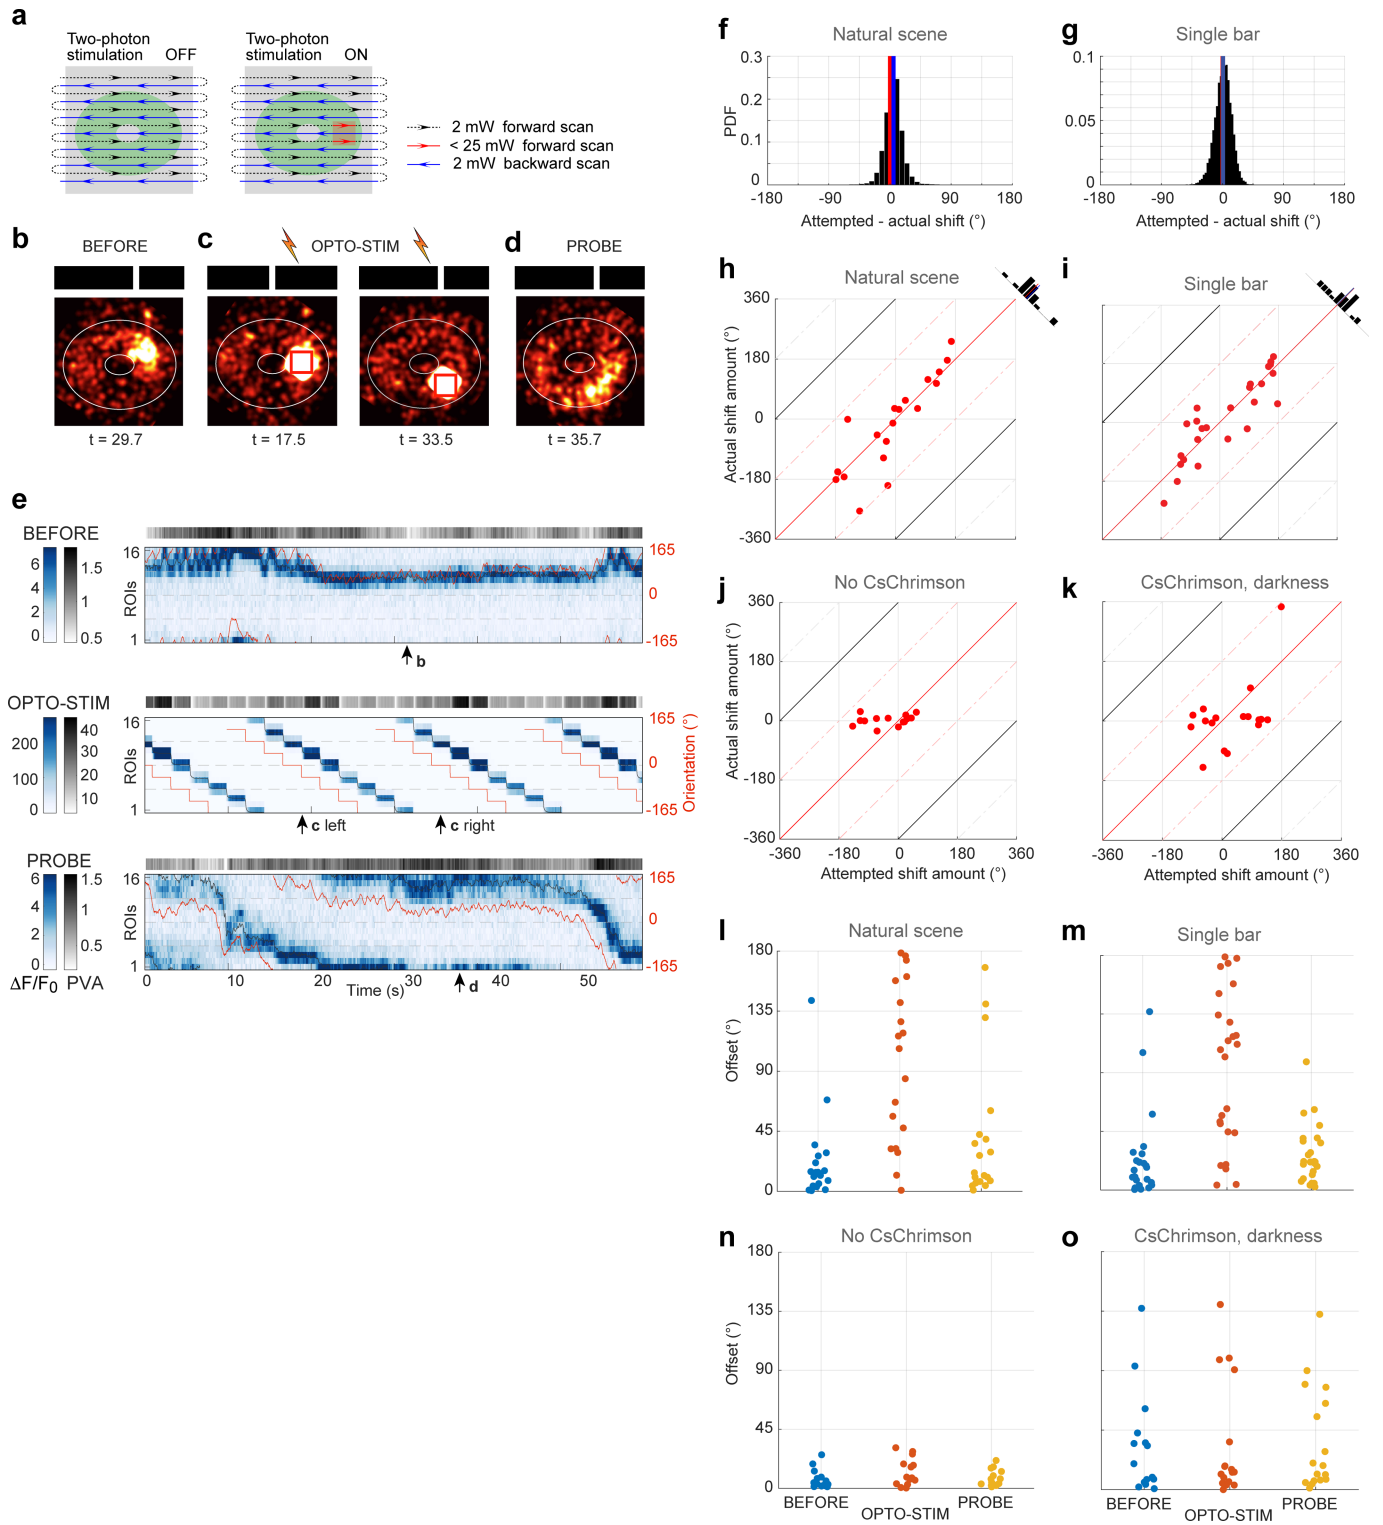 a
Two-photon
stimulation OFF
Two-photon
stimulation ON
2 mW forward scan
< 25 mW forward scan
2 mW backward scan
b BEFORE
c OPTO-STIM
d PROBE
t = 29.7
t = 17.5
t = 33.5
t = 35.7
e
BEFORE
6
4
2
0
1.5
1
0.5
16
ROIs
1
165
0
-165
b
OPTO-STIM
200
100
0
40
30
20
10
16
ROIs
1
165
0
-165
Orientation (°)
c left
c right
PROBE
6
4
2
0
1.5
1
0.5
16
ROIs
1
165
0
-165
0 10 20 30 40 50
Time (s)
d
ΔF/F0 PVA
f Natural scene
0.3
0.2
0.1
0
PDF
-180 -90 0 90 180
Attempted - actual shift (°)
g Single bar
0.1
0.05
0
-180 -90 0 90 180
Attempted - actual shift (°)
h Natural scene
360
180
0
-180
-360
Actual shift amount (°)
i Single bar
j No CsChrimson
360
180
0
-180
-360
Actual shift amount (°)
-360 -180 0 180 360
Attempted shift amount (°)
k CsChrimson, darkness
-360 -180 0 180 360
Attempted shift amount (°)
l Natural scene
180
135
90
45
0
Offset (°)
m Single bar
n No CsChrimson
180
135
90
45
0
Offset (°)
BEFORE
OPTO-STIM
PROBE
o CsChrimson, darkness
BEFORE
OPTO-STIM
PROBE